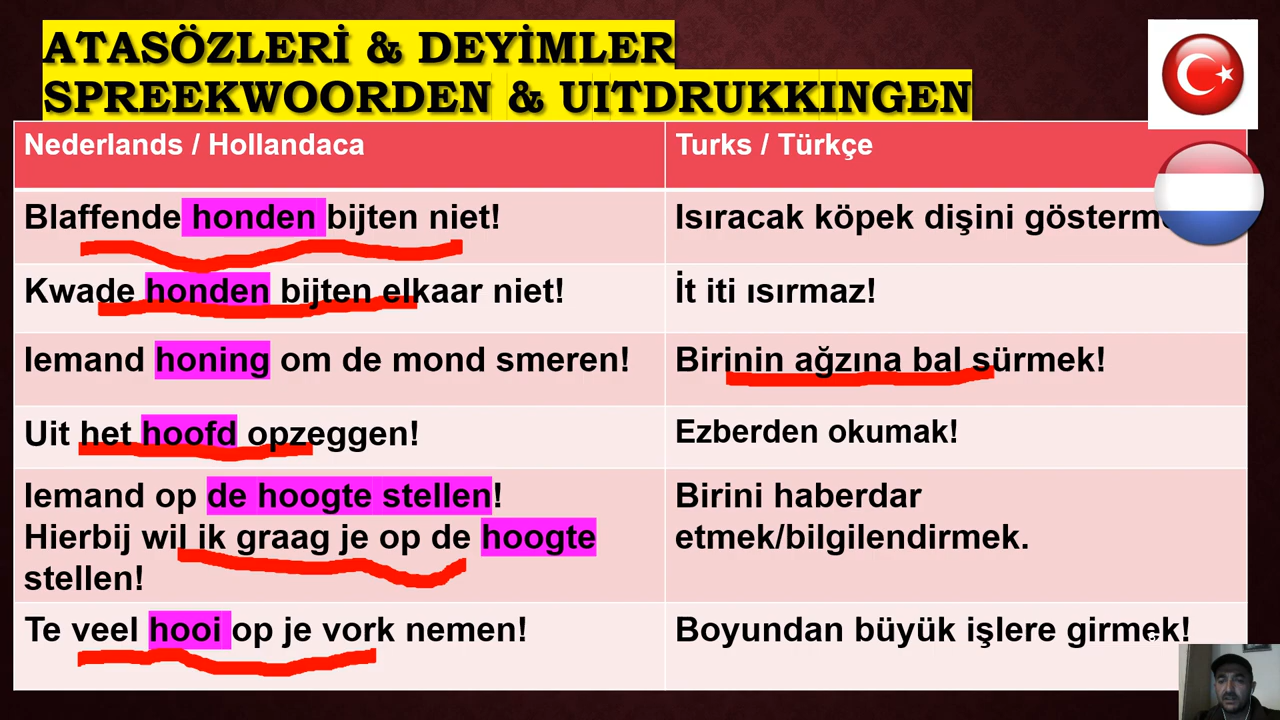 ATASÖZLERİ & DEYİMLER
SPREEKWOORDEN & UITDRUKKINGEN
Nederlands / Hollandaca
Turks / Türkçe
Blaffende honden bijten niet!
Isıracak köpek dişini
Kwade honden bijten elkaar niet!
İt iti ısırmaz!
Iemand honing om de mond smeren!
Birinin ağzına bal sürmek!
Uit het hoofd opzeggen!
Ezberden okumak!
Iemand op de hoogte stellen!
Hierbij wil ik graag je op de hoogte
stellen!
Birini haberdar
etmek/bilgilendirmek.
Te veel hooi op je vork nemen!
Boyundan büyük işlere girmek!